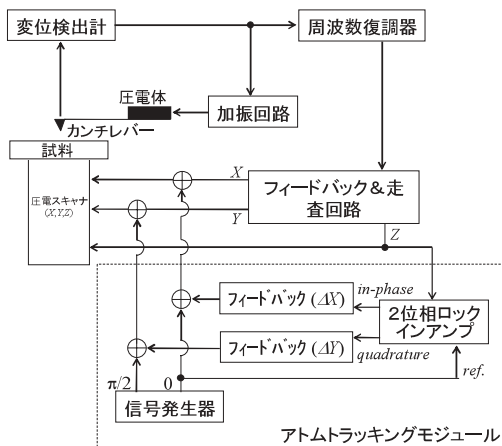 変位検出計
周波数復調器
圧電体
加振回路
カンチレバー
試料
圧電スキャナ
(X,Y,Z)
X
Y
フィードバック&走
査回路
Z
in-phase
フィードバック (ΔX)
2位相ロック
インアンプ
フィードバック (ΔY)
quadrature
π/2
0
ref.
信号発生器
アトムトラッキングモジュール